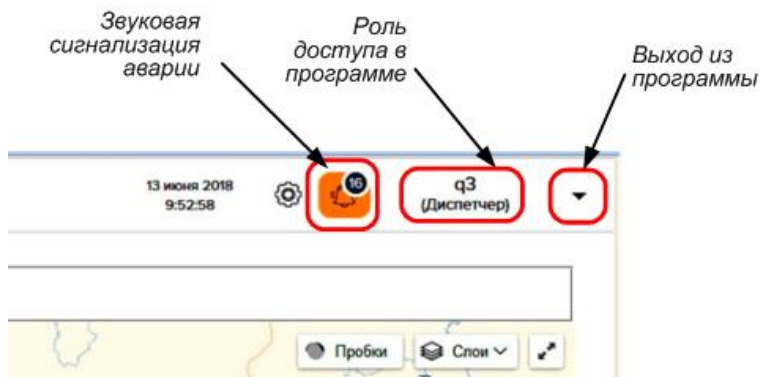 Звуковая
сигнализация
аварии
Роль
доступа в
программе
Выход из
программы
13 июня 2018
9:52:58
16
q3
(Диспетчер)
Пробки
Слои